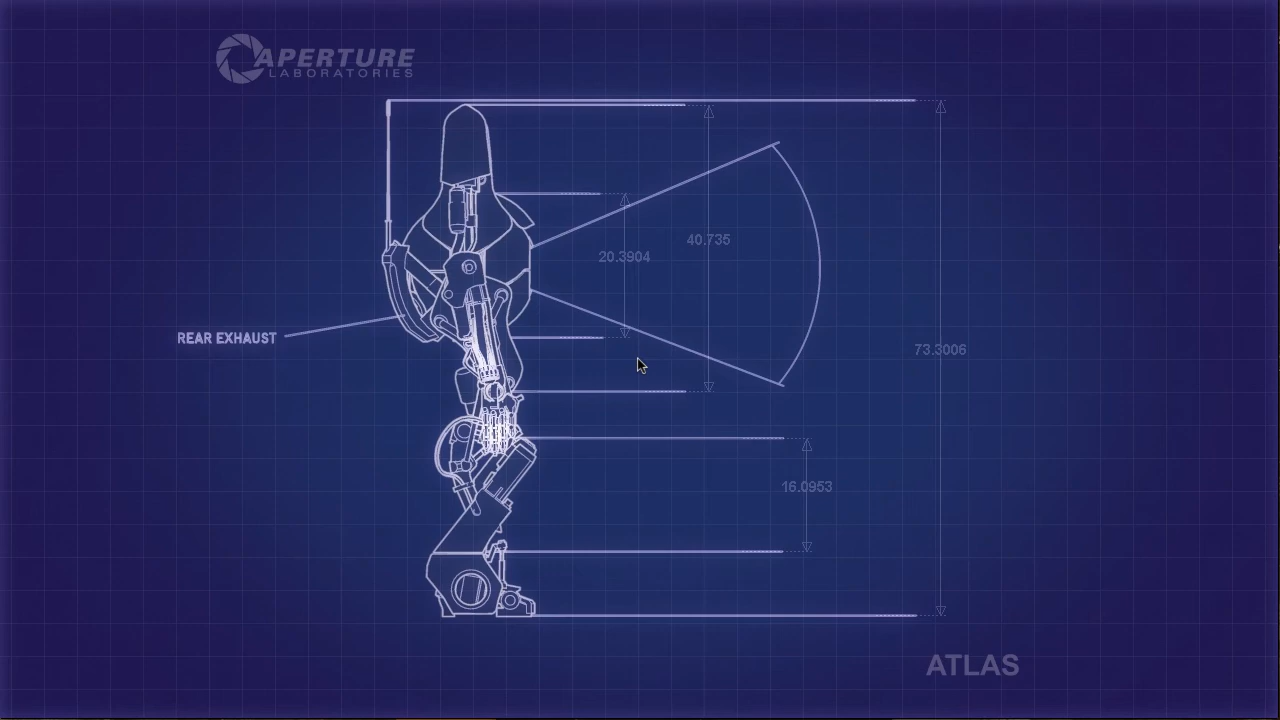 APERTURE
LABORATORIES
40.735
20.3904
REAR EXHAUST
73.3006
16.0953
ATLAS